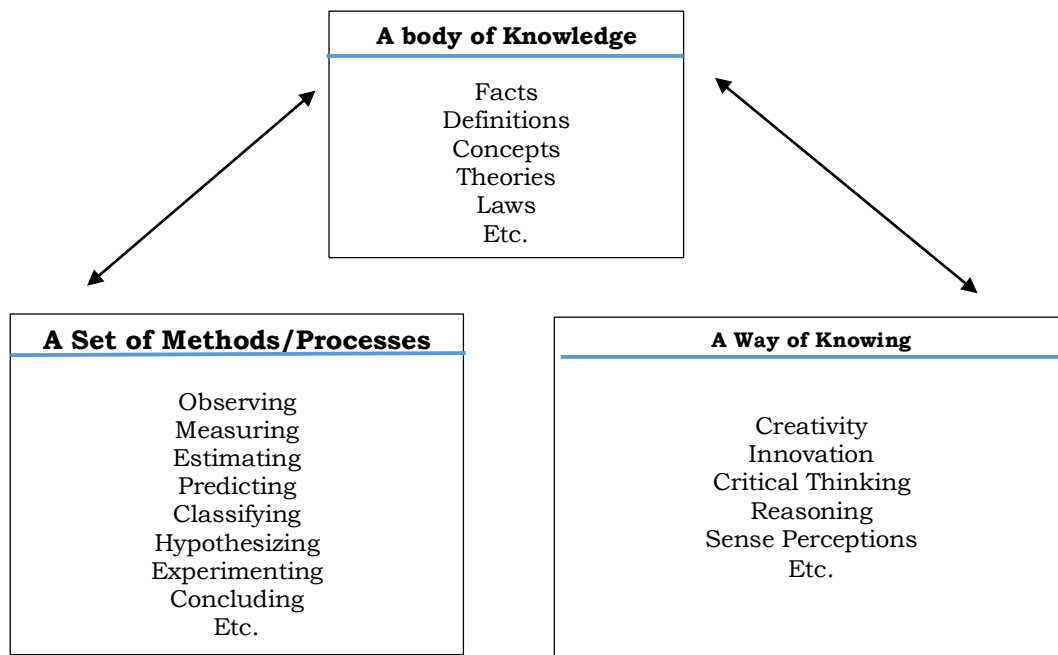 A body of Knowledge
Facts
Definitions
Concepts
Theories
Laws
Etc.
A Set of Methods/Processes
Observing
Measuring
Estimating
Predicting
Classifying
Hypothesizing
Experimenting
Concluding
Etc.
A Way of Knowing
Creativity
Innovation
Critical Thinking
Reasoning
Sense Perceptions
Etc.